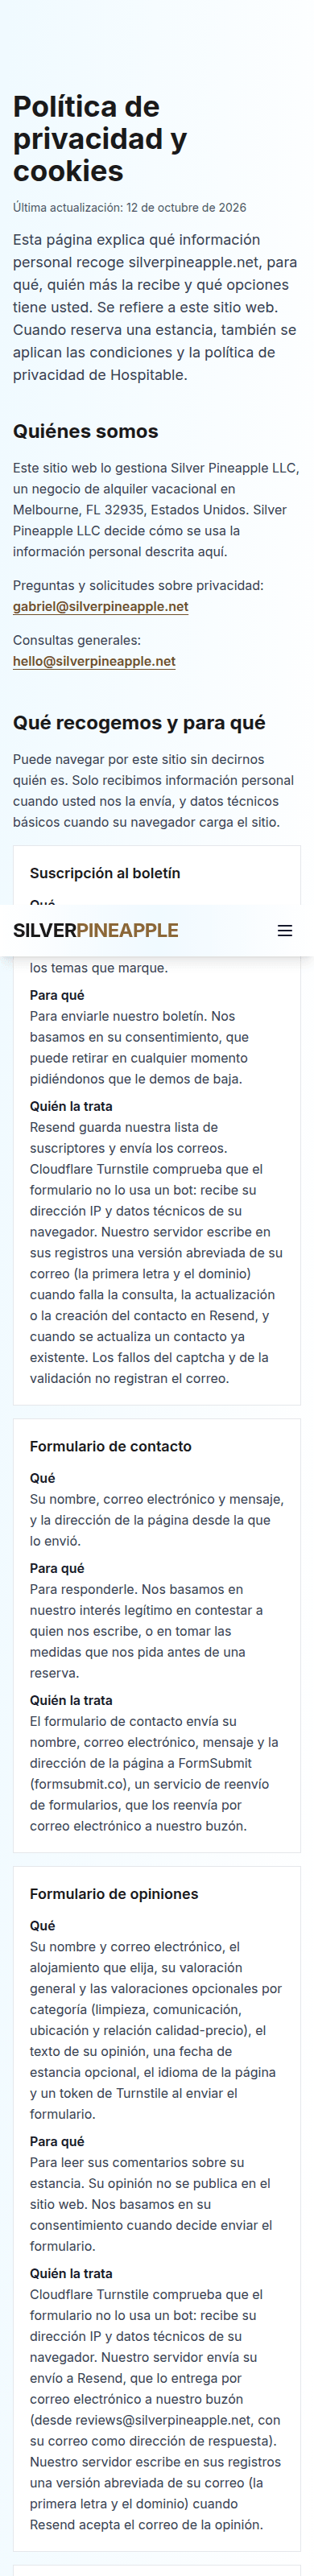 Política de
privacidad y
cookies
Última actualización: 12 de octubre de 2026
Esta página explica qué información
personal recoge silverpineapple.net, para
qué, quién más la recibe y qué opciones
tiene usted. Se refiere a este sitio web.
Cuando reserva una estancia, también se
aplican las condiciones y la política de
privacidad de Hospitable.
Quiénes somos
Este sitio web lo gestiona Silver Pineapple LLC,
un negocio de alquiler vacacional en
Melbourne, FL 32935, Estados Unidos. Silver
Pineapple LLC decide cómo se usa la
información personal descrita aquí.
Preguntas y solicitudes sobre privacidad:
gabriel@silverpineapple.net
Consultas generales:
hello@silverpineapple.net
Qué recogemos y para qué
Puede navegar por este sitio sin decirnos
quién es. Solo recibimos información personal
cuando usted nos la envía, y datos técnicos
básicos cuando su navegador carga el sitio.
Suscripción al boletín
Qué
SILVERPINEAPPLE
los temas que marque.
Para qué
Para enviarle nuestro boletín. Nos
basamos en su consentimiento, que
puede retirar en cualquier momento
pidiéndonos que le demos de baja.
Quién la trata
Resend guarda nuestra lista de
suscriptores y envía los correos.
Cloudflare Turnstile comprueba que el
formulario no lo usa un bot: recibe su
dirección IP y datos técnicos de su
navegador. Nuestro servidor escribe en
sus registros una versión abreviada de su
correo (la primera letra y el dominio)
cuando falla la consulta, la actualización
o la creación del contacto en Resend, y
cuando se actualiza un contacto ya
existente. Los fallos del captcha y de la
validación no registran el correo.
Formulario de contacto
Qué
Su nombre, correo electrónico y mensaje,
y la dirección de la página desde la que
lo envió.
Para qué
Para responderle. Nos basamos en
nuestro interés legítimo en contestar a
quien nos escribe, o en tomar las
medidas que nos pida antes de una
reserva.
Quién la trata
El formulario de contacto envía su
nombre, correo electrónico, mensaje y la
dirección de la página a FormSubmit
(formsubmit.co), un servicio de reenvío
de formularios, que los reenvía por
correo electrónico a nuestro buzón.
Formulario de opiniones
Qué
Su nombre y correo electrónico, el
alojamiento que elija, su valoración
general y las valoraciones opcionales por
categoría (limpieza, comunicación,
ubicación y relación calidad-precio), el
texto de su opinión, una fecha de
estancia opcional, el idioma de la página
y un token de Turnstile al enviar el
formulario.
Para qué
Para leer sus comentarios sobre su
estancia. Su opinión no se publica en el
sitio web. Nos basamos en su
consentimiento cuando decide enviar el
formulario.
Quién la trata
Cloudflare Turnstile comprueba que el
formulario no lo usa un bot: recibe su
dirección IP y datos técnicos de su
navegador. Nuestro servidor envía su
envío a Resend, que lo entrega por
correo electrónico a nuestro buzón
(desde reviews@silverpineapple.net, con
su correo como dirección de respuesta).
Nuestro servidor escribe en sus registros
una versión abreviada de su correo (la
primera letra y el dominio) cuando
Resend acepta el correo de la opinión.